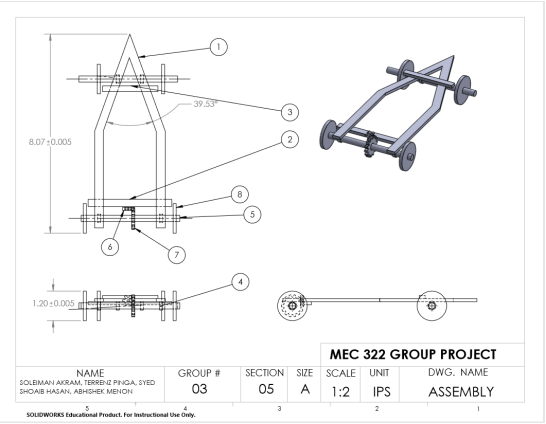 1
39.53°
3
2
8.07±0.005
8
5
6
7
4
1.20±0.005
MEC 322 GROUP PROJECT
NAME
GROUP #
SECTION
SIZE
SCALE
UNIT
DWG. NAME
SOLEIMAN AKRAM, TERRENZ PINGA, SYED
SHOAIB HASAN, ABHISHEK MENON
03
05
A
1:2
IPS
ASSEMBLY
5
4
3
2
1
SOLIDWORKS Educational Product. For Instructional Use Only.